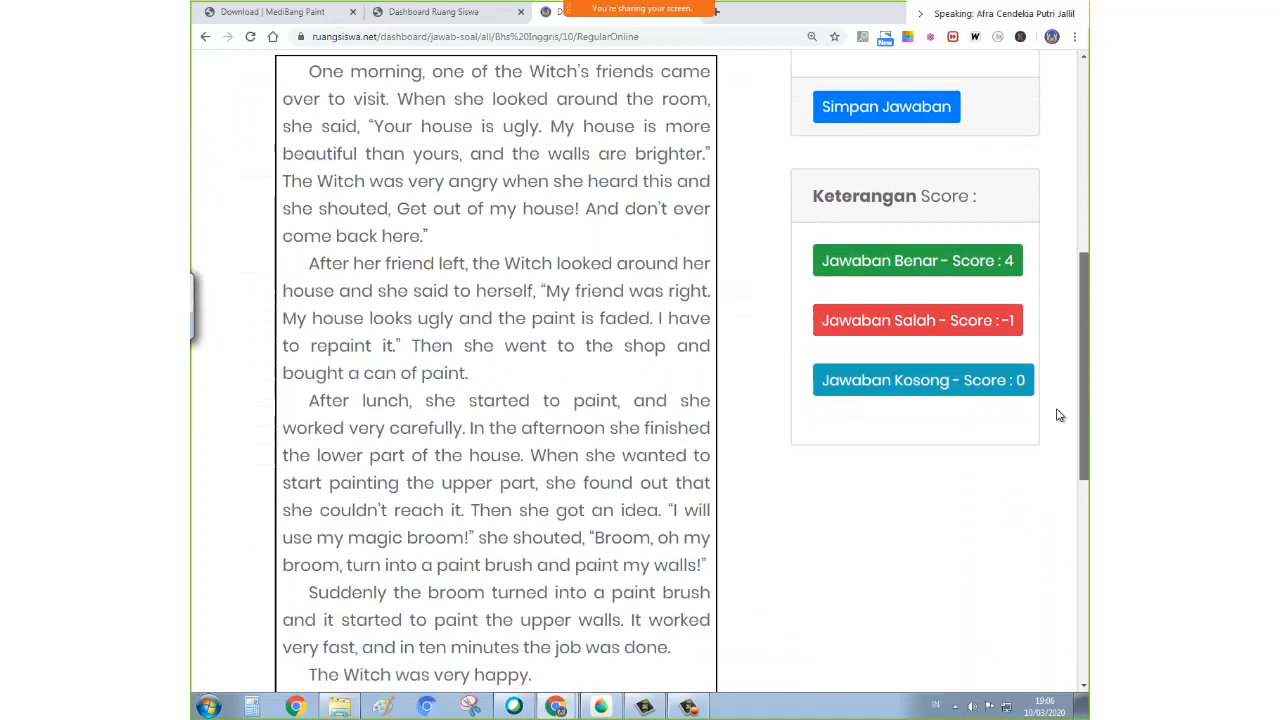 Download | MediBang Paint
Dashboard Ruang Siswa
You're sharing your screen.
Speaking: Afra Cendekia Putri Jallil
ruangsiswa.net/dashboard/jawab-soal/all/Bhs%20Inggris/10/RegularOnline
New
One morning, one of the Witch's friends came
over to visit. When she looked around the room,
she said, “Your house is ugly. My house is more
beautiful than yours, and the walls are brighter.”
The Witch was very angry when she heard this and
she shouted, Get out of my house! And don't ever
come back here.”
After her friend left, the Witch looked around her
house and she said to herself, “My friend was right.
My house looks ugly and the paint is faded. I have
to repaint it.” Then she went to the shop and
bought a can of paint.
After lunch, she started to paint, and she
worked very carefully. In the afternoon she finished
the lower part of the house. When she wanted to
start painting the upper part, she found out that
she couldn't reach it. Then she got an idea. “I will
use my magic broom!” she shouted, “Broom, oh my
broom, turn into a paint brush and paint my walls!”
Suddenly the broom turned into a paint brush
and it started to paint the upper walls. It worked
very fast, and in ten minutes the job was done.
The Witch was very happy.
Simpan Jawaban
Keterangan Score :
Jawaban Benar - Score : 4
Jawaban Salah - Score : -1
Jawaban Kosong - Score : 0
IN
19:06
10/03/2020